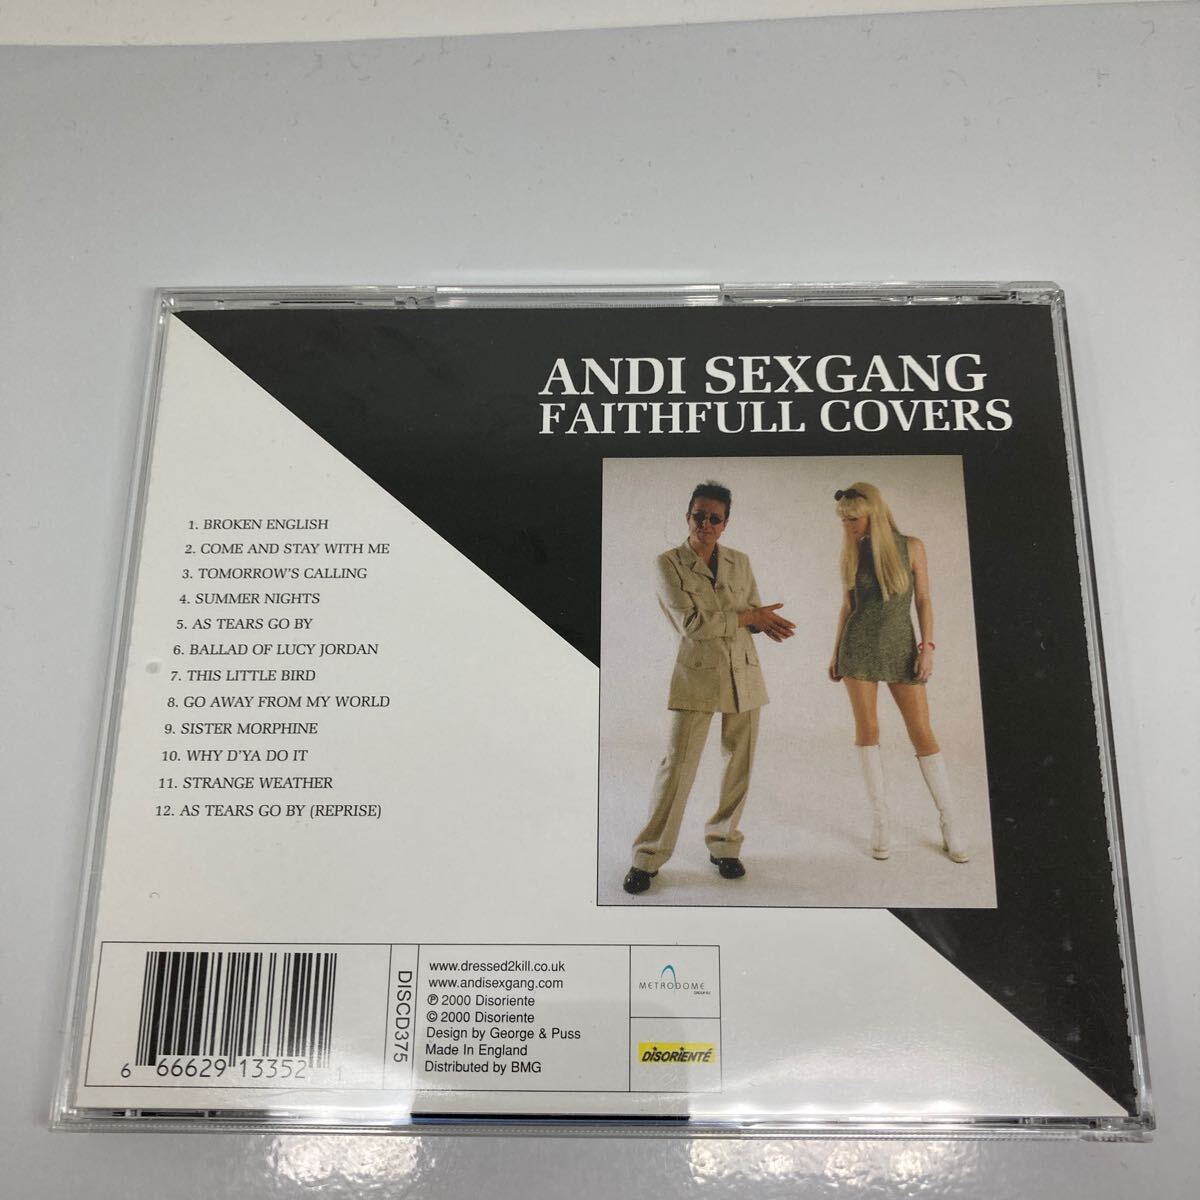 ANDI SEXGANG
FAITHFULL COVERS
1. BROKEN ENGLISH
2. COME AND STAY WITH ME
3. TOMORROW'S CALLING
4. SUMMER NIGHTS
5. AS TEARS GO BY
6. BALLAD OF LUCY JORDAN
7. THIS LITTLE BIRD
8. GO AWAY FROM MY WORLD
9. SISTER MORPHINE
10. WHY D'YA DO IT
11. STRANGE WEATHER
12. AS TEARS GO BY (REPRISE)
6 66629 13352 1
DISCD375
www.dressed2kill.co.uk
www.andisexgang.com
℗ 2000 Disoriente
© 2000 Disoriente
Design by George & Puss
Made In England
Distributed by BMG
METRODOME
DISORIENTÉ